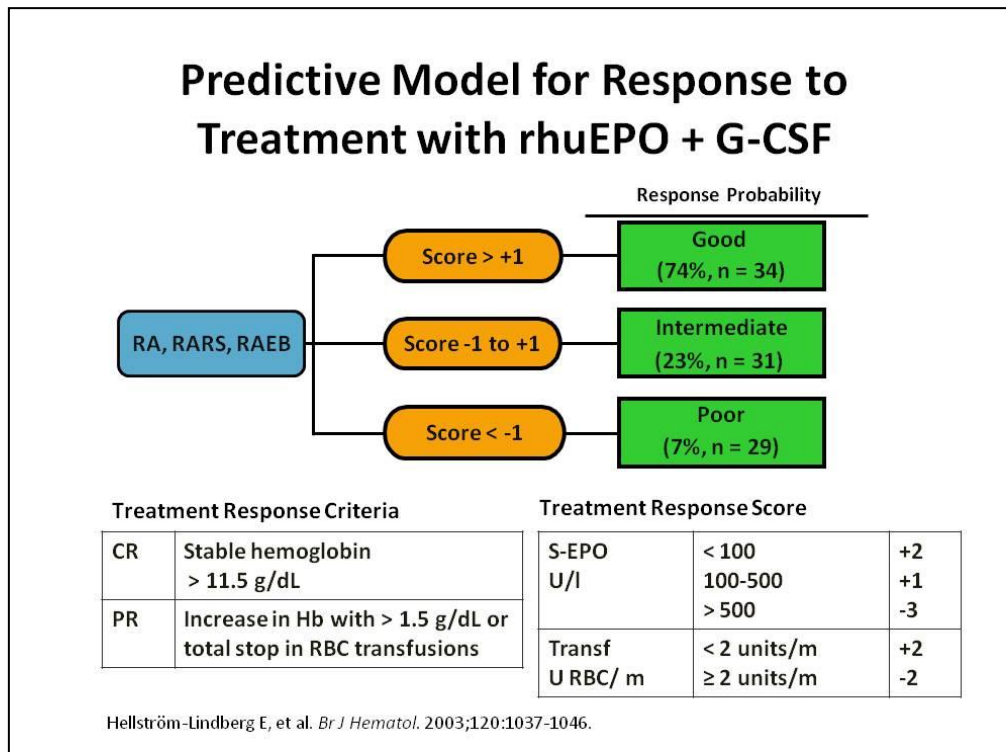 Predictive Model for Response to
Treatment with rhuEPO + G-CSF
Response Probability
RA, RARS, RAEB
Score > +1
Good
(74%, n = 34)
Score -1 to +1
Intermediate
(23%, n = 31)
Score < -1
Poor
(7%, n = 29)
Treatment Response Criteria
CR Stable hemoglobin
> 11.5 g/dL
PR Increase in Hb with > 1.5 g/dL or
total stop in RBC transfusions
Treatment Response Score
S-EPO < 100 +2
U/l 100-500 +1
> 500 -3
Transf < 2 units/m +2
U RBC/ m ≥ 2 units/m -2
Hellström-Lindberg E, et al. Br J Hematol. 2003;120:1037-1046.